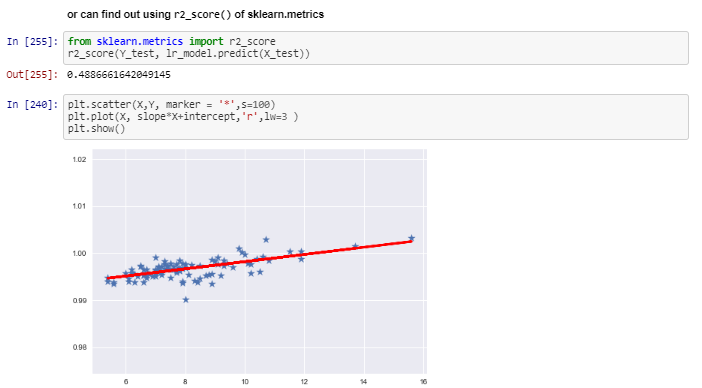 or can find out using r2_score() of sklearn.metrics
In [255]: from sklearn.metrics import r2_score
r2_score(Y_test, lr_model.predict(X_test))
Out[255]: 0.4886661642049145
In [240]: plt.scatter(X,Y, marker = '*',s=100)
plt.plot(X, slope*X+intercept,'r',lw=3 )
plt.show()
1.02
1.01
1.00
0.99
0.98
6 8 10 12 14 16